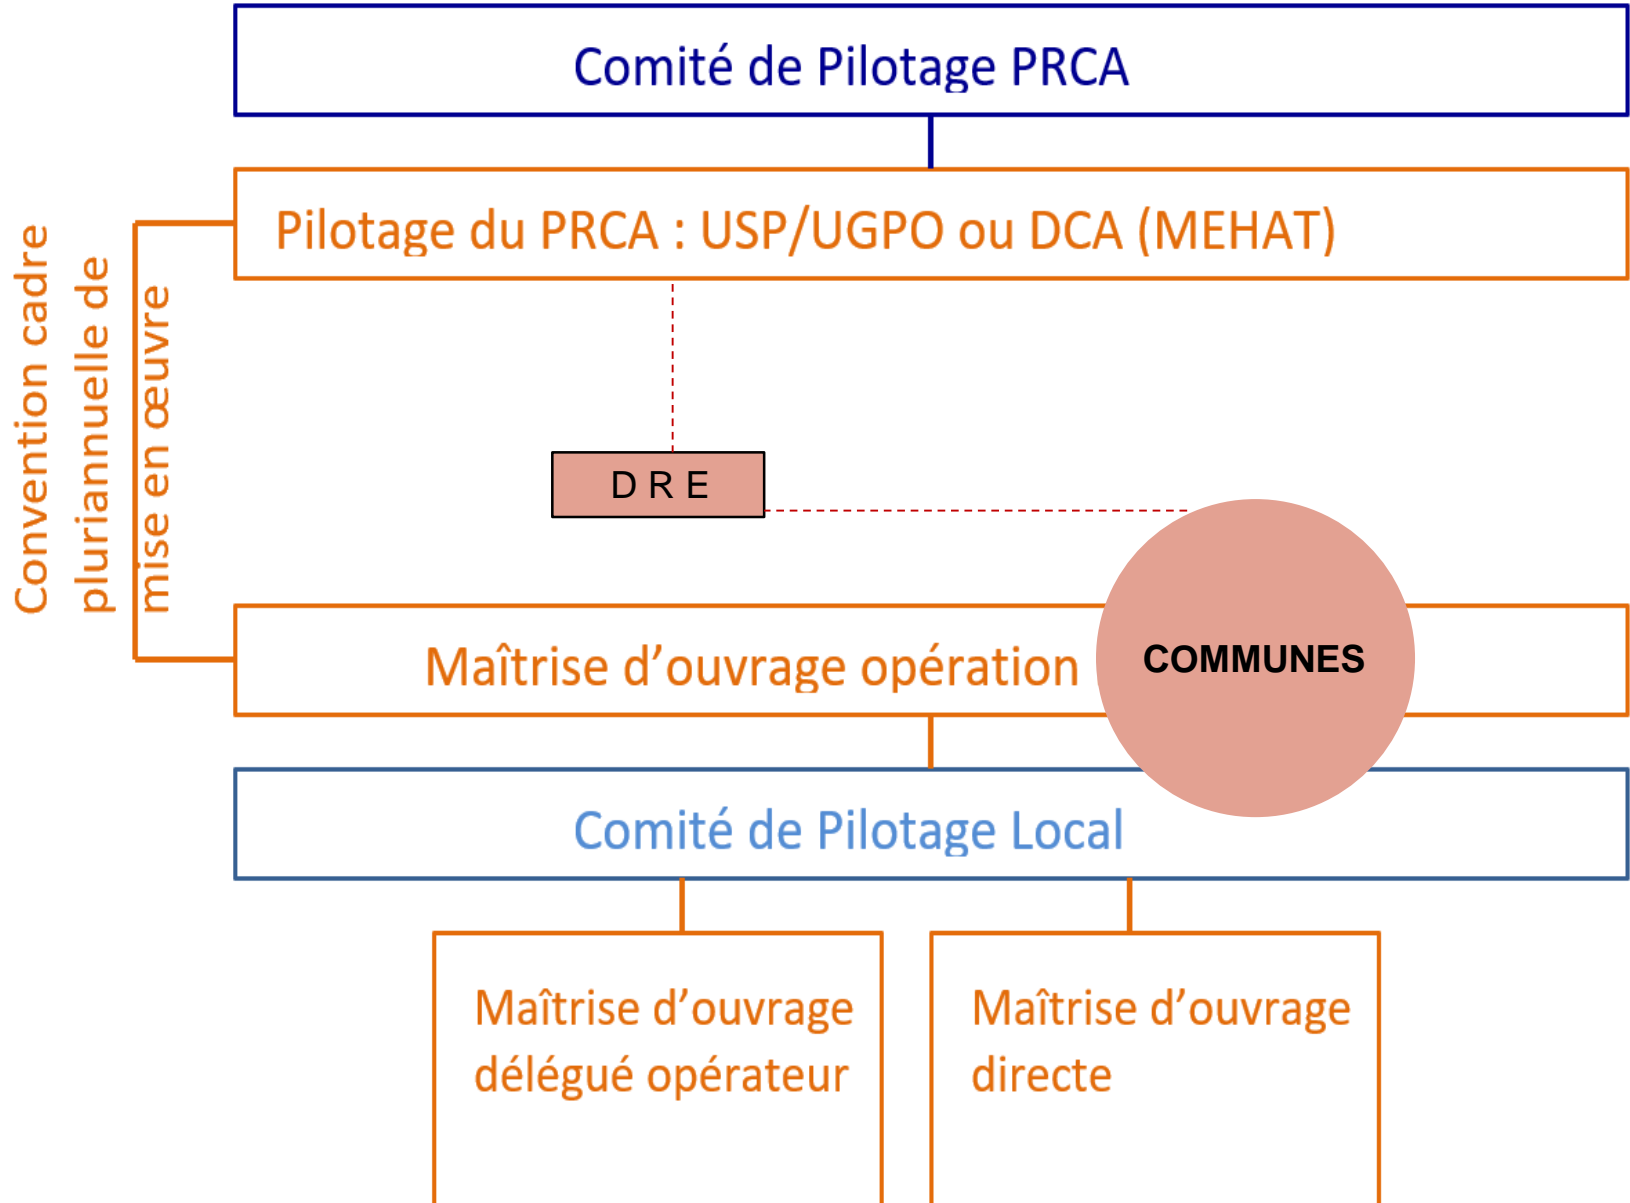 Comité de Pilotage PRCA
Pilotage du PRCA : USP/UGPO ou DCA (MEHAT)
Convention cadre
pluriannuelle de
mise en œuvre
D R E
COMMUNES
Maîtrise d’ouvrage opération
Comité de Pilotage Local
Maîtrise d’ouvrage
délégué opérateur
Maîtrise d’ouvrage
directe